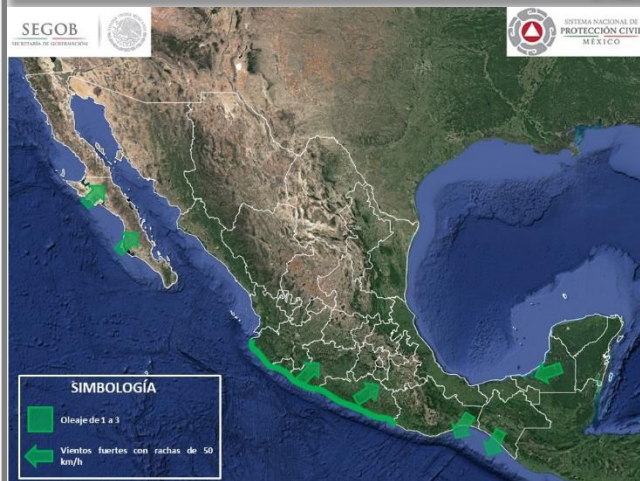 SEGOB
SECRETARÍA DE GOBERNACIÓN
SISTEMA NACIONAL DE
PROTECCIÓN CIVIL
MÉXICO
SIMBOLOGÍA
Oleaje de 1 a 3
Vientos fuertes con rachas de 50
km/h